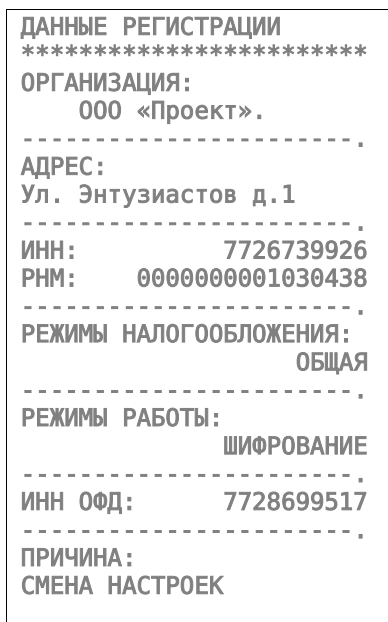 ДАННЫЕ РЕГИСТРАЦИИ
************************
ОРГАНИЗАЦИЯ:
ООО «Проект».
-----------------------.
АДРЕС:
Ул. Энтузиастов д.1
-----------------------.
ИНН: 7726739926
РНМ: 0000000001030438
-----------------------.
РЕЖИМЫ НАЛОГООБЛОЖЕНИЯ:
ОБЩАЯ
-----------------------.
РЕЖИМЫ РАБОТЫ:
ШИФРОВАНИЕ
-----------------------.
ИНН ОФД: 7728699517
-----------------------.
ПРИЧИНА:
СМЕНА НАСТРОЕК